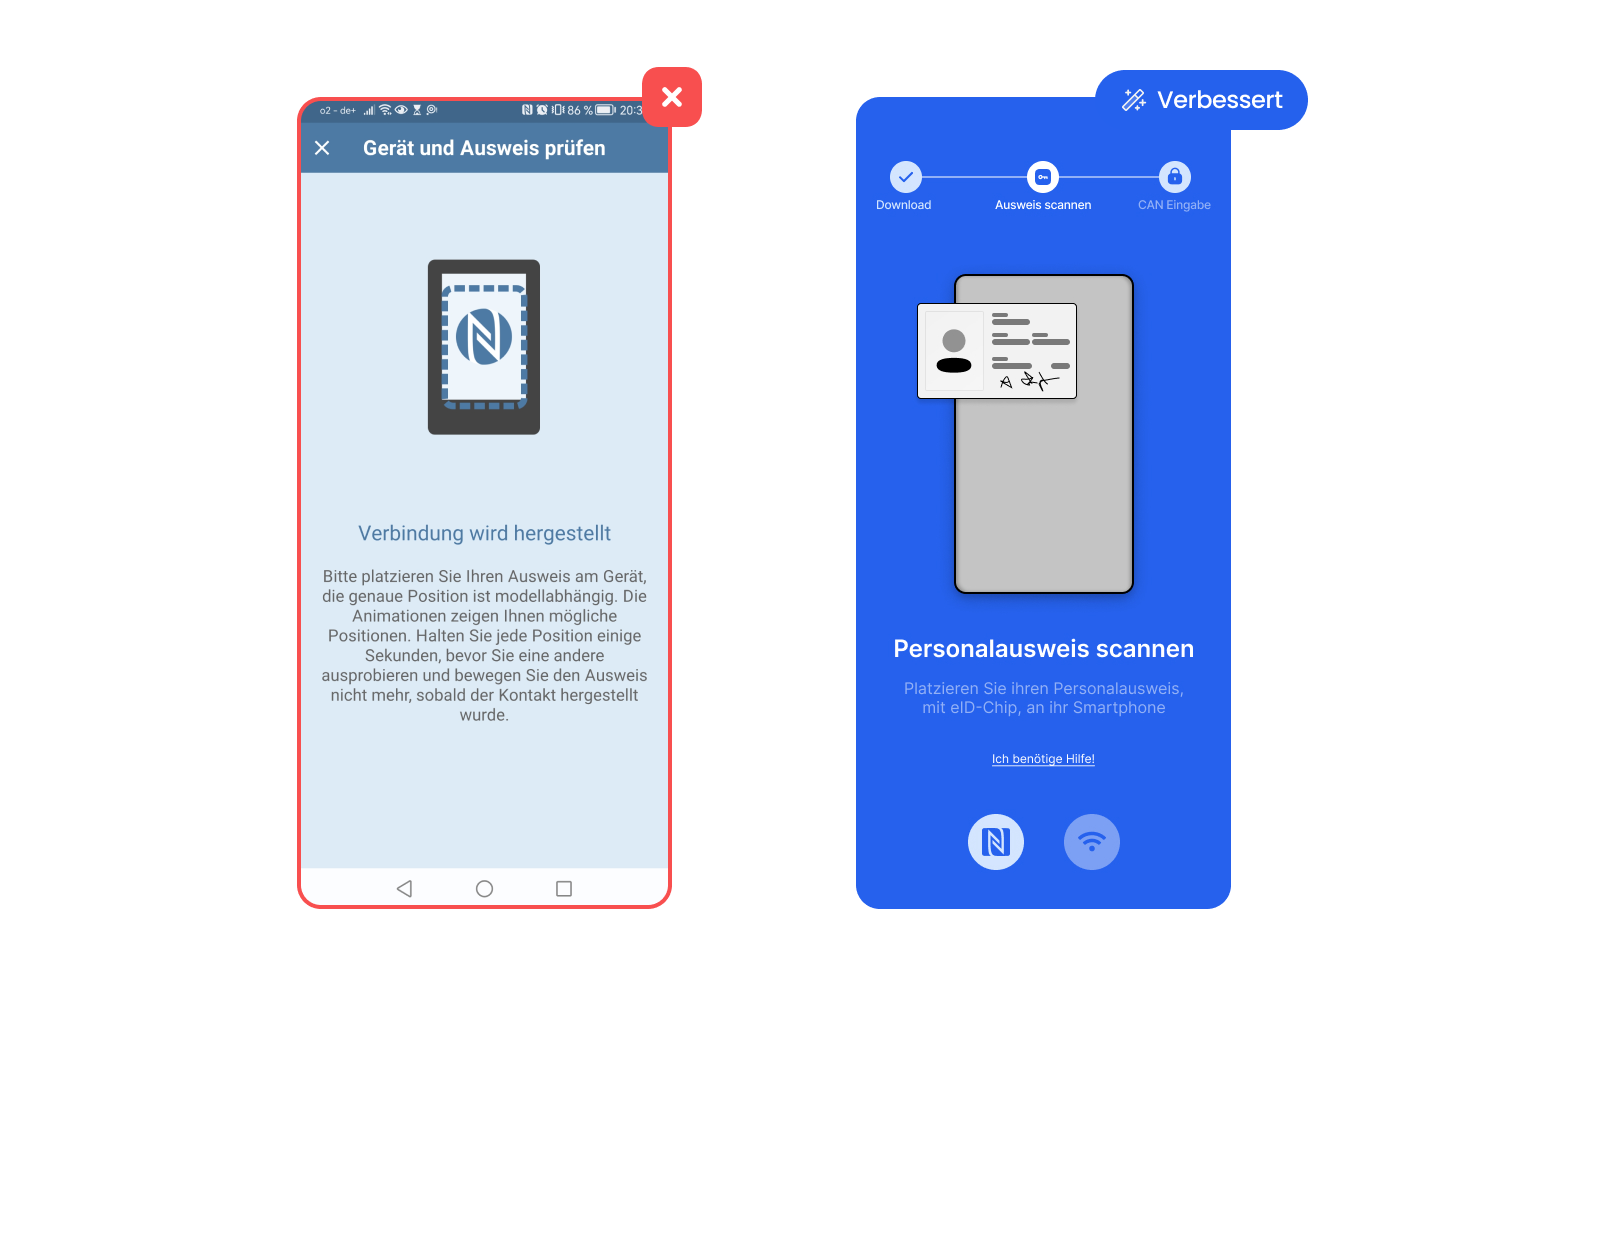 o2 - de+ 86 % 20:3
Gerät und Ausweis prüfen
Verbindung wird hergestellt
Bitte platzieren Sie Ihren Ausweis am Gerät,
die genaue Position ist modellabhängig. Die
Animationen zeigen Ihnen mögliche
Positionen. Halten Sie jede Position einige
Sekunden, bevor Sie eine andere
ausprobieren und bewegen Sie den Ausweis
nicht mehr, sobald der Kontakt hergestellt
wurde.
Verbessert
Download Ausweis scannen CAN Eingabe
Personalausweis scannen
Platzieren Sie ihren Personalausweis,
mit eID-Chip, an ihr Smartphone
Ich benötige Hilfe!